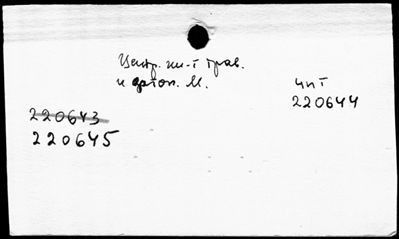 Центр. ин-т трав.
и ортоп. М.
чит
220644
220643
220645